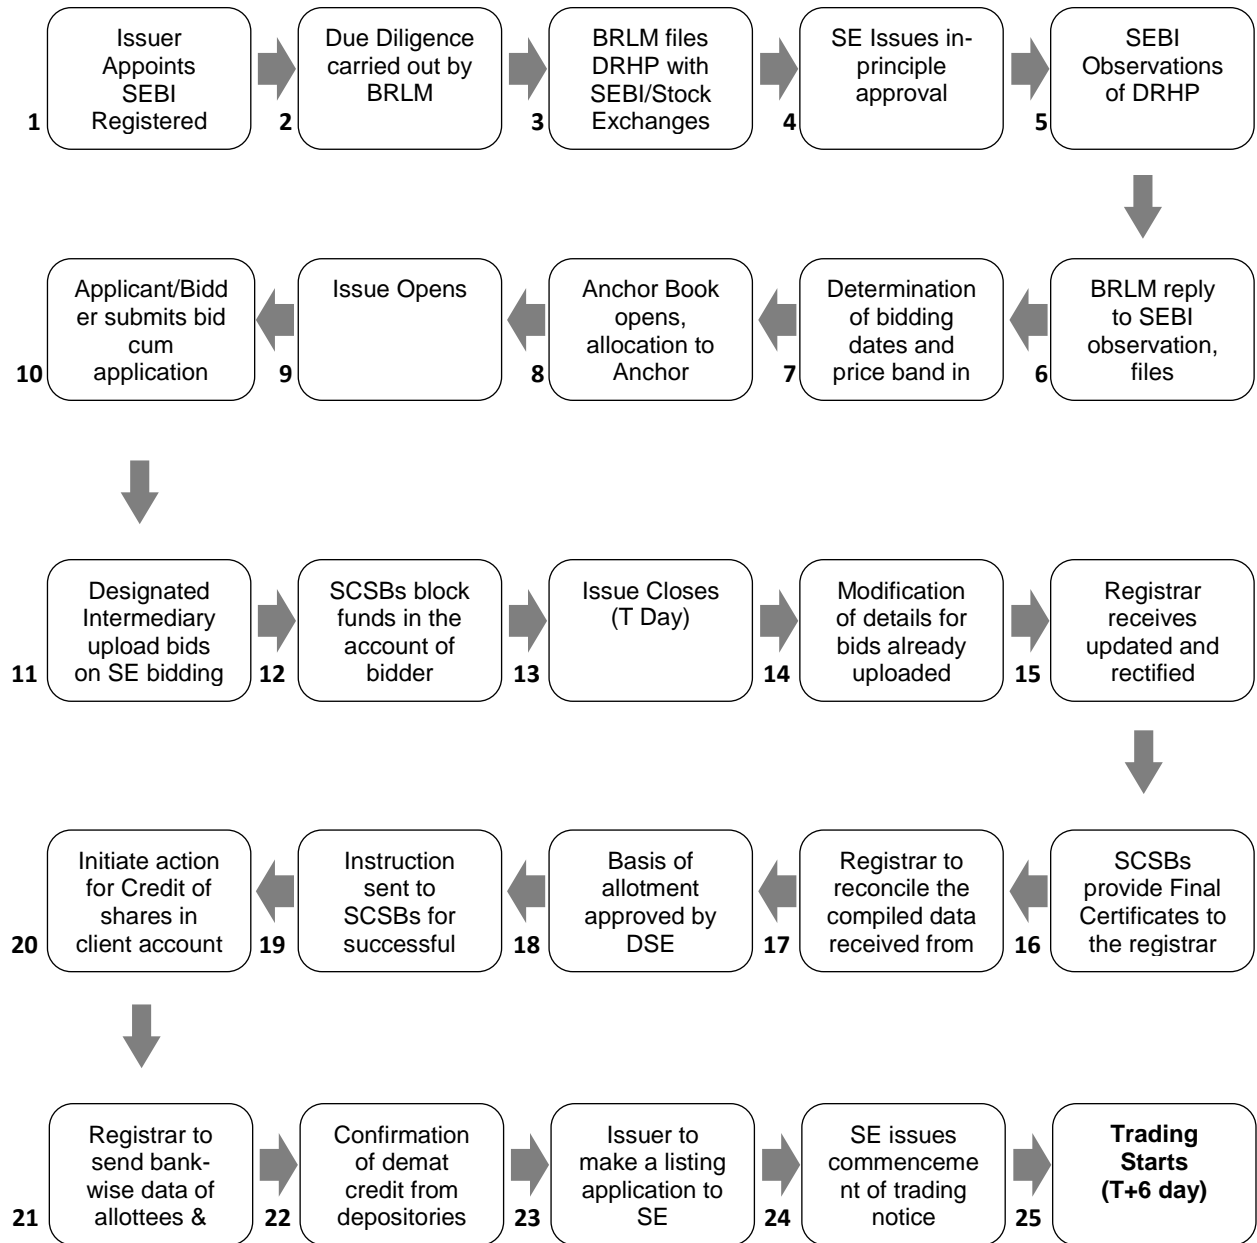 Issuer
Appoints
SEBI
Registered
1
Due Diligence
carried out by
BRLM
2
BRLM files
DRHP with
SEBI/Stock
Exchanges
3
SE Issues in-
principle
approval
4
SEBI
Observations
of DRHP
5
BRLM reply
to SEBI
observation,
files
6
Determination
of bidding
dates and
price band in
7
Anchor Book
opens,
allocation to
Anchor
8
Issue Opens
9
Applicant/Bidd
er submits bid
cum
application
10
Designated
Intermediary
upload bids
on SE bidding
11
SCSBs block
funds in the
account of
bidder
12
Issue Closes
(T Day)
13
Modification
of details for
bids already
uploaded
14
Registrar
receives
updated and
rectified
15
SCSBs
provide Final
Certificates to
the registrar
16
Registrar to
reconcile the
compiled data
received from
17
Basis of
allotment
approved by
DSE
18
Instruction
sent to
SCSBs for
successful
19
Initiate action
for Credit of
shares in
client account
20
Registrar to
send bank-
wise data of
allottees &
21
Confirmation
of demat
credit from
depositories
22
Issuer to
make a listing
application to
SE
23
SE issues
commenceme
nt of trading
notice
24
Trading
Starts
(T+6 day)
25